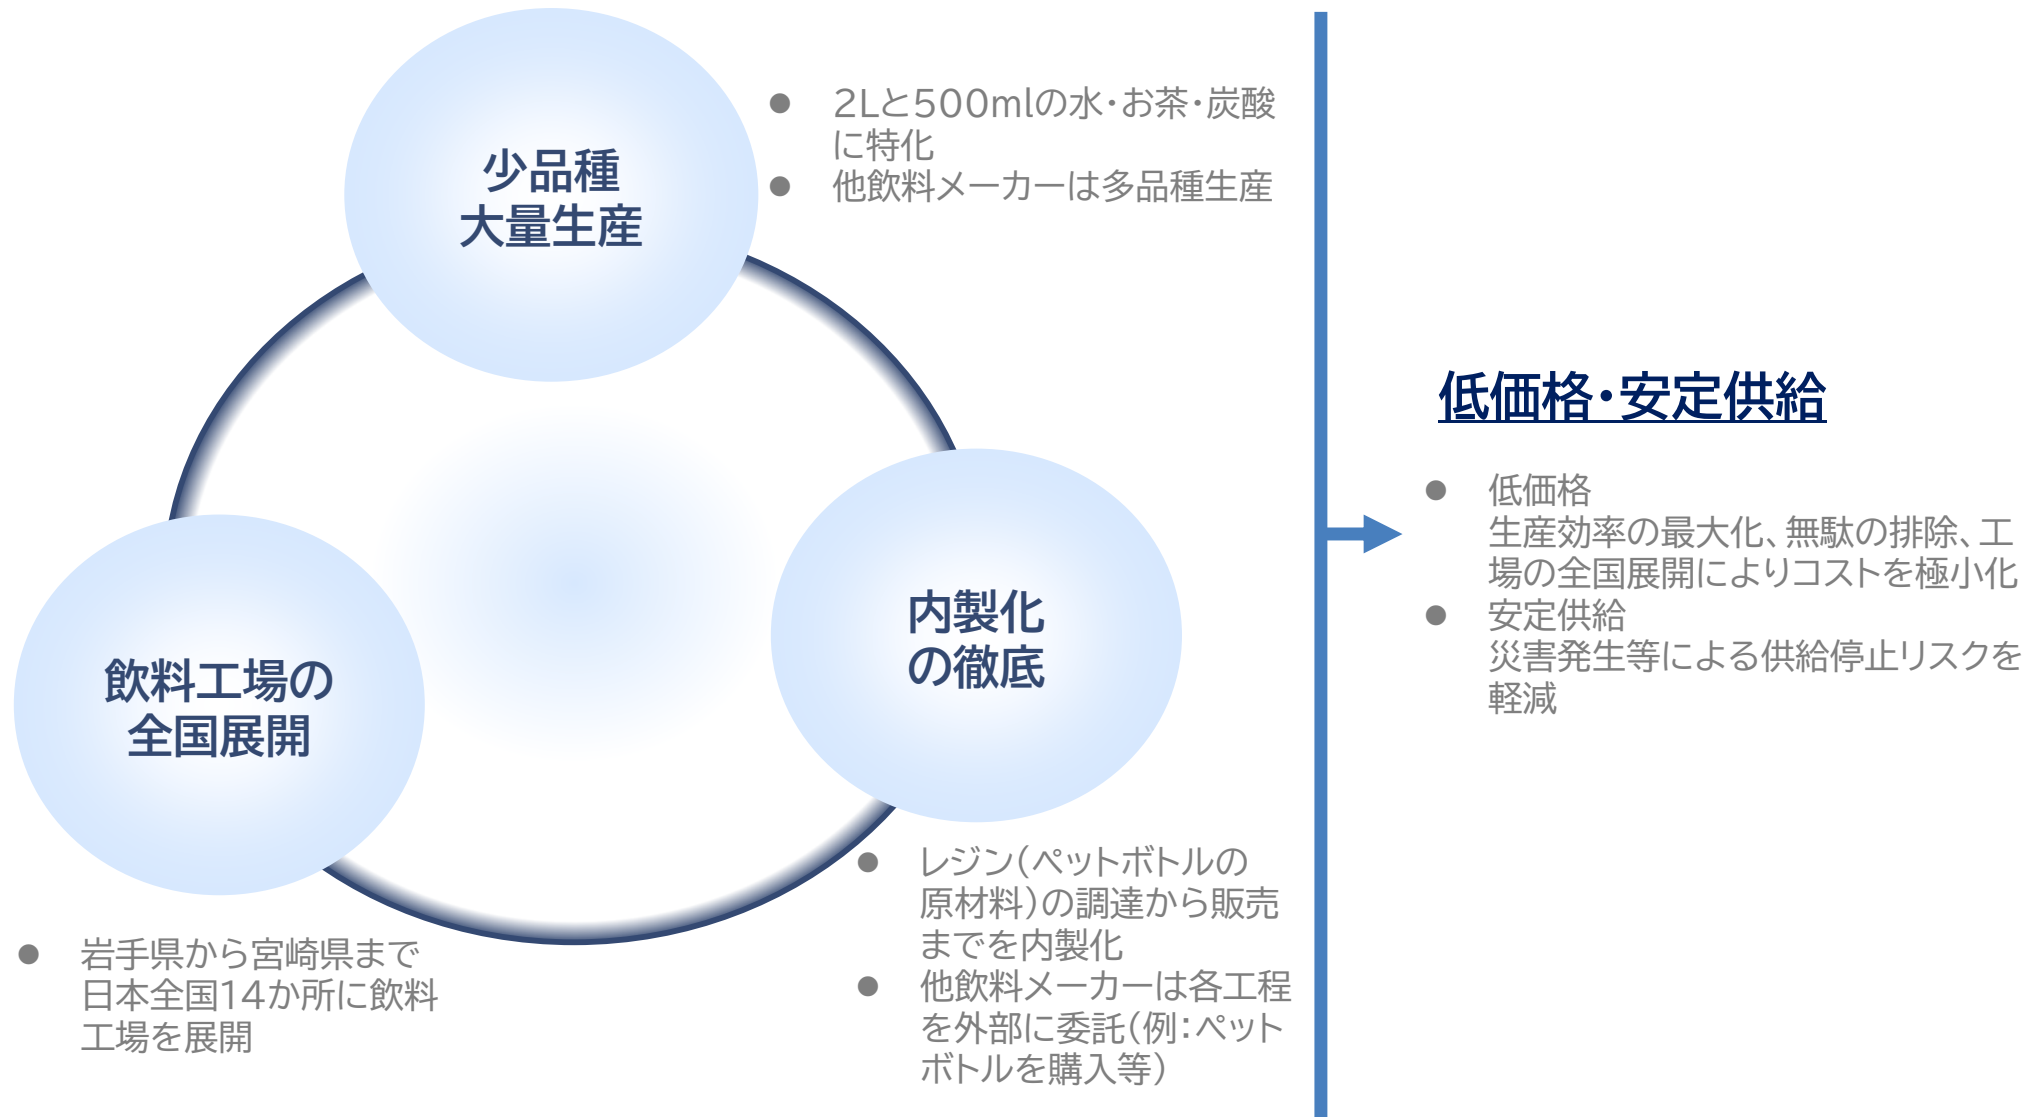 少品種
大量生産
● 2Lと500mlの水・お茶・炭酸
に特化
● 他飲料メーカーは多品種生産
内製化
の徹底
● レジン(ペットボトルの
原材料)の調達から販売
までを内製化
● 他飲料メーカーは各工程
を外部に委託(例:ペット
ボトルを購入等)
飲料工場の
全国展開
● 岩手県から宮崎県まで
日本全国14か所に飲料
工場を展開
低価格・安定供給
● 低価格
生産効率の最大化、無駄の排除、工
場の全国展開によりコストを極小化
● 安定供給
災害発生等による供給停止リスクを
軽減